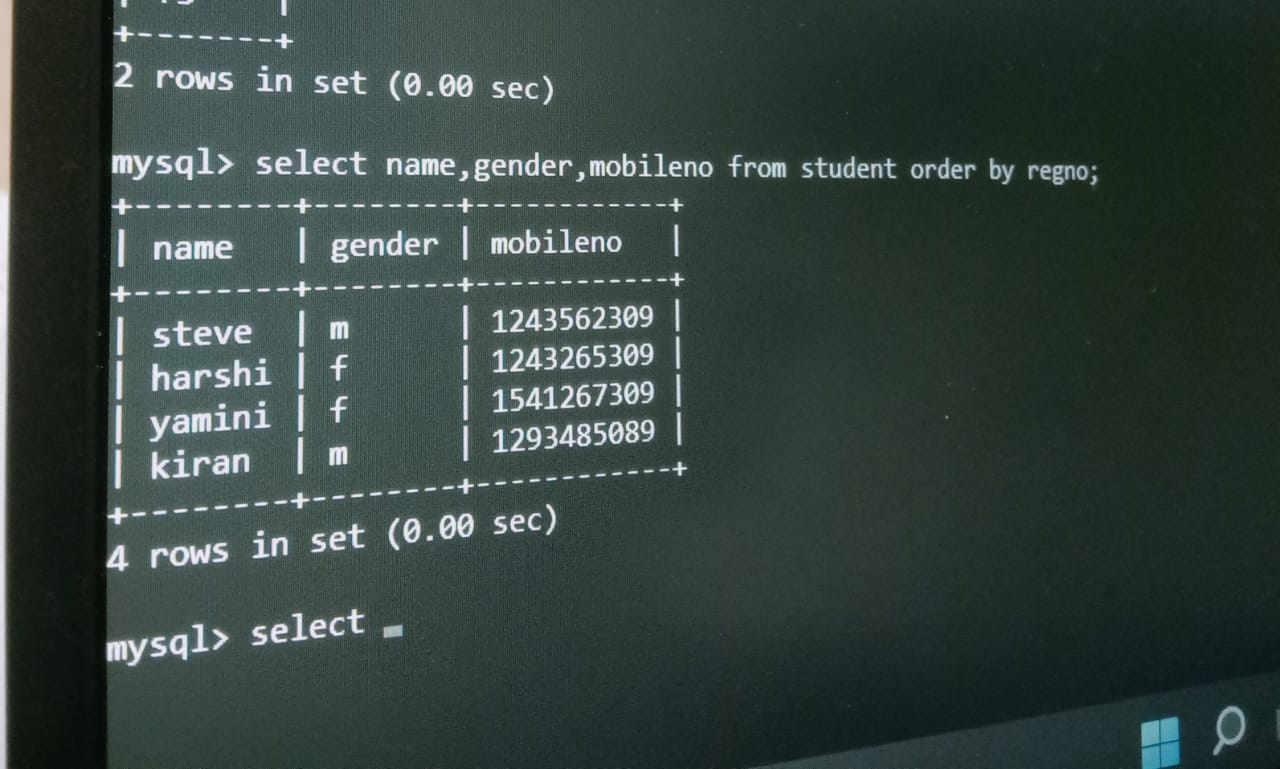 +-------+
2 rows in set (0.00 sec)
mysql> select name,gender,mobileno from student order by regno;
+--------+--------+------------+
| name   | gender | mobileno   |
+--------+--------+------------+
| steve  | m      | 1243562309 |
| harshi | f      | 1243265309 |
| yamini | f      | 1541267309 |
| kiran  | m      | 1293485089 |
+--------+--------+------------+
4 rows in set (0.00 sec)
mysql> select